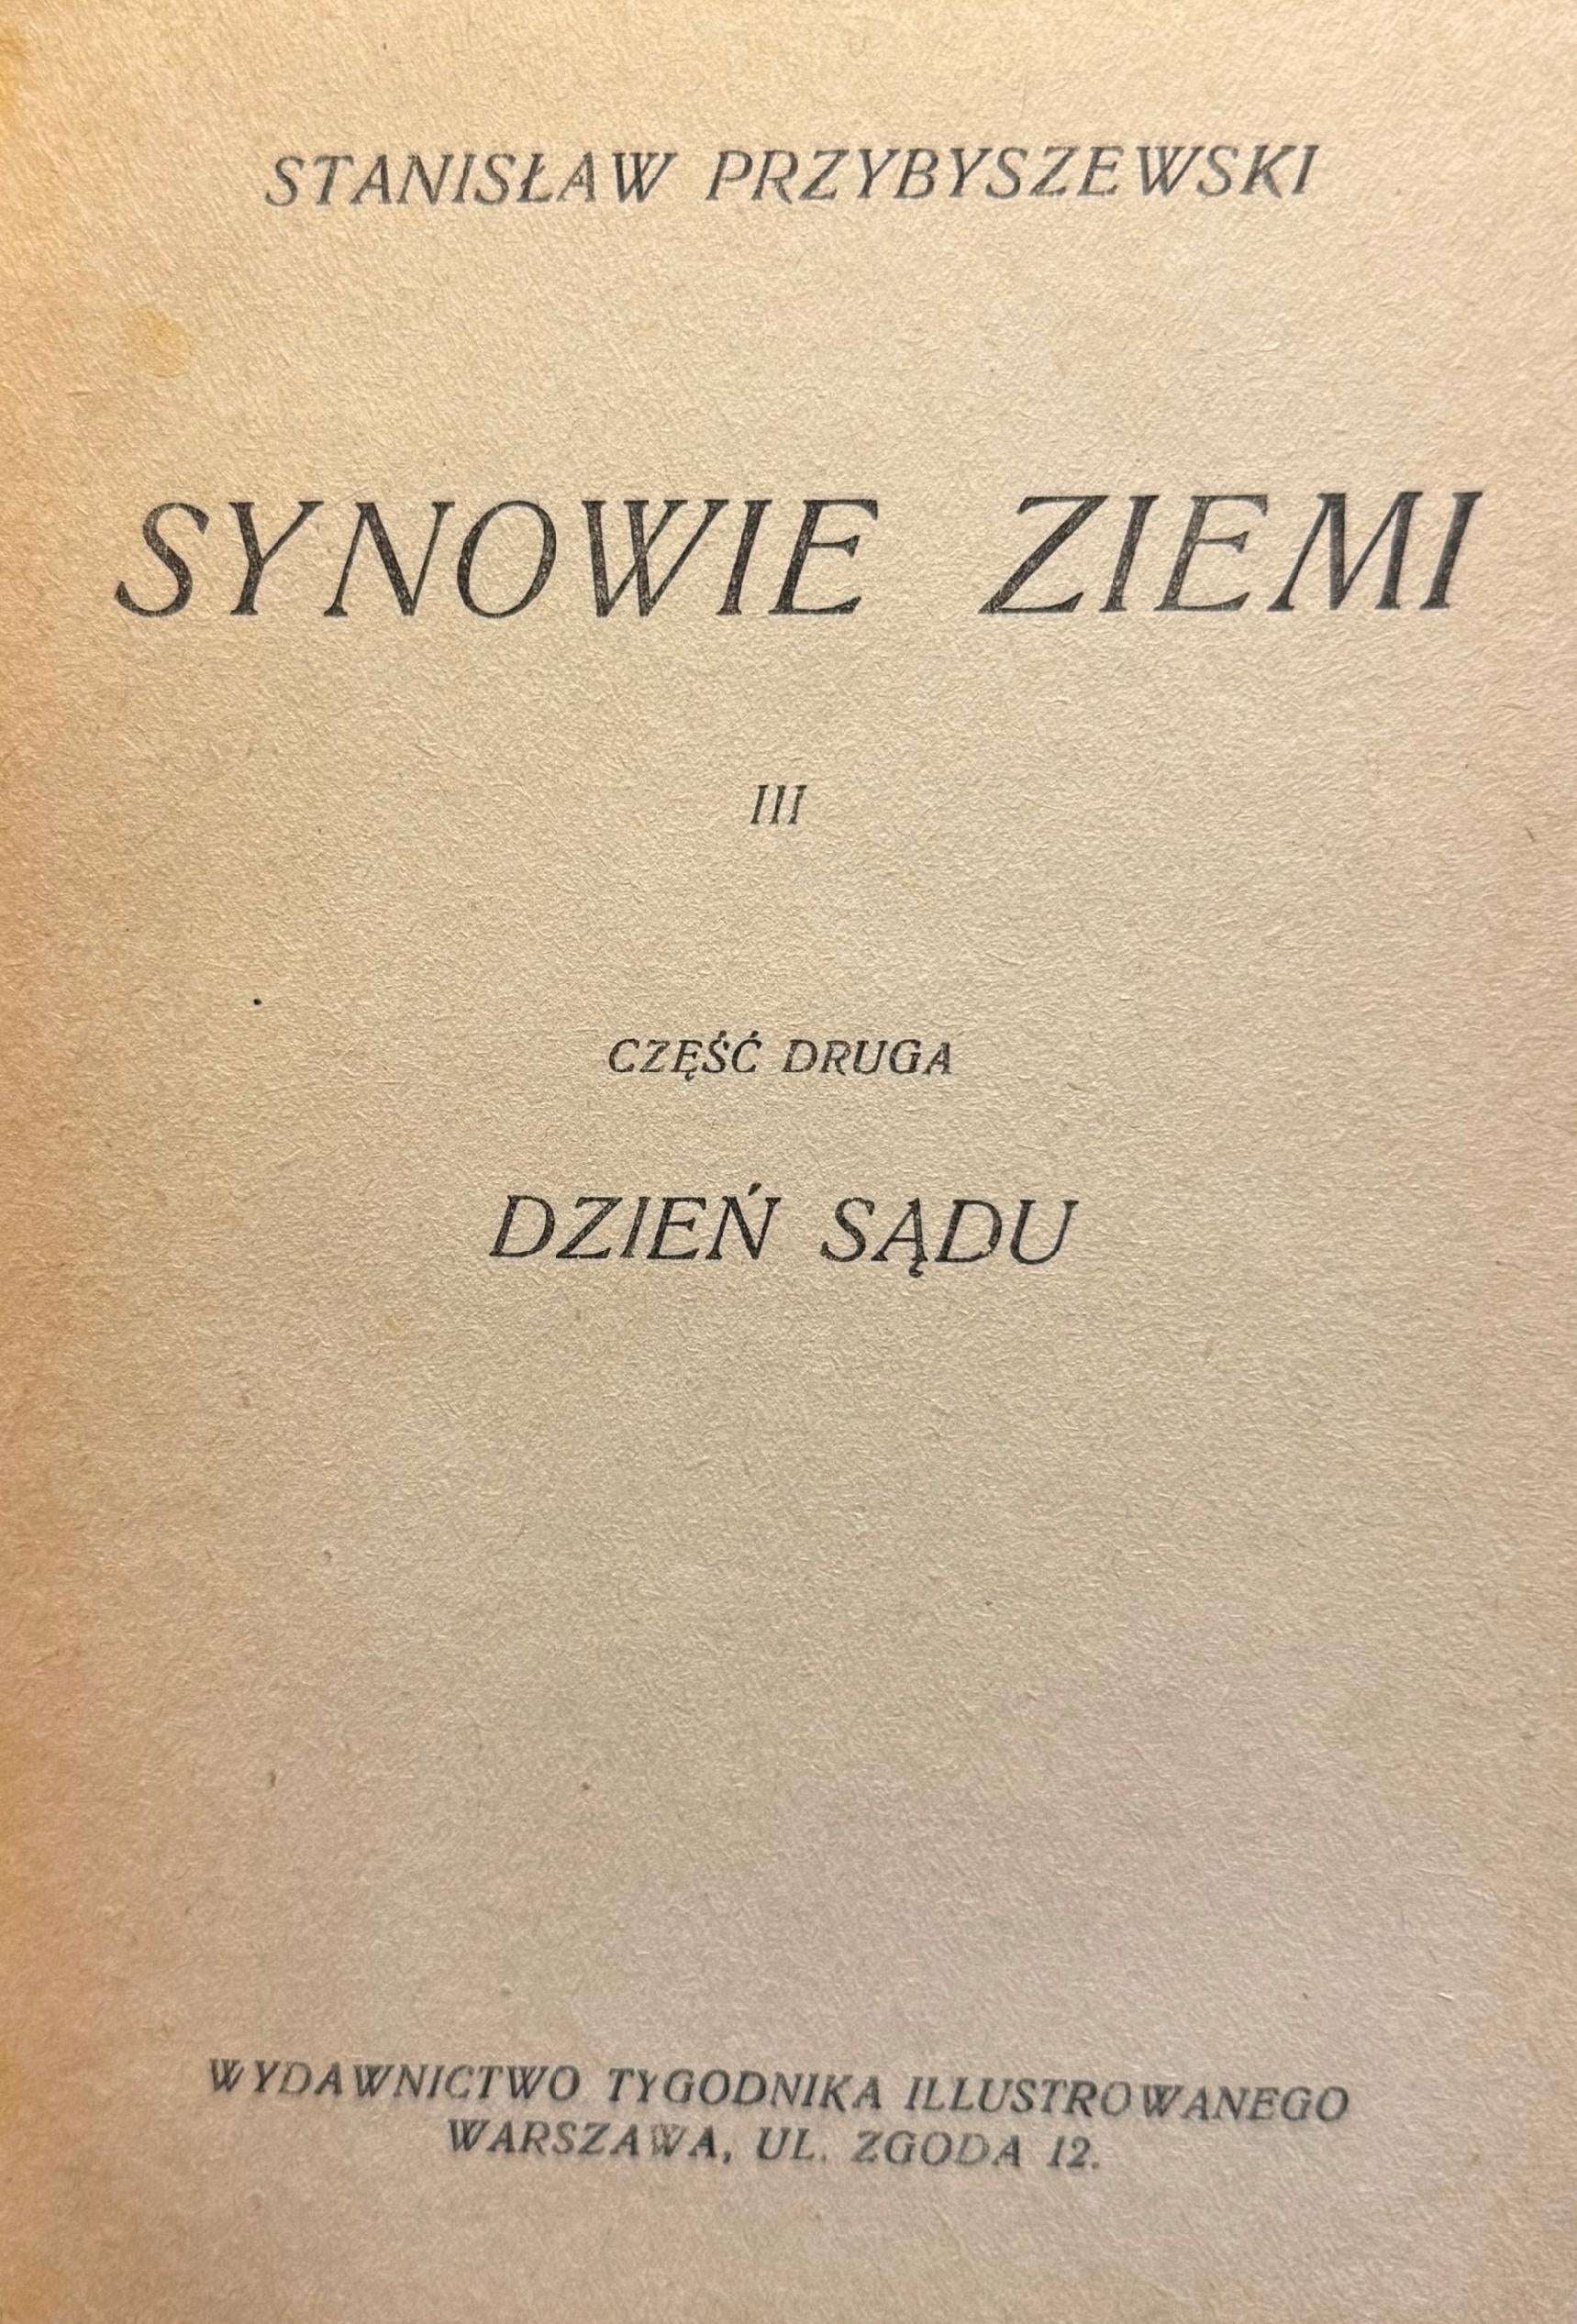 STANISŁAW PRZYBYSZEWSKI
SYNOWIE ZIEMI
III
CZĘŚĆ DRUGA
DZIEŃ SĄDU
WYDAWNICTWO TYGODNIKA ILLUSTROWANEGO
WARSZAWA, UL. ZGODA 12.